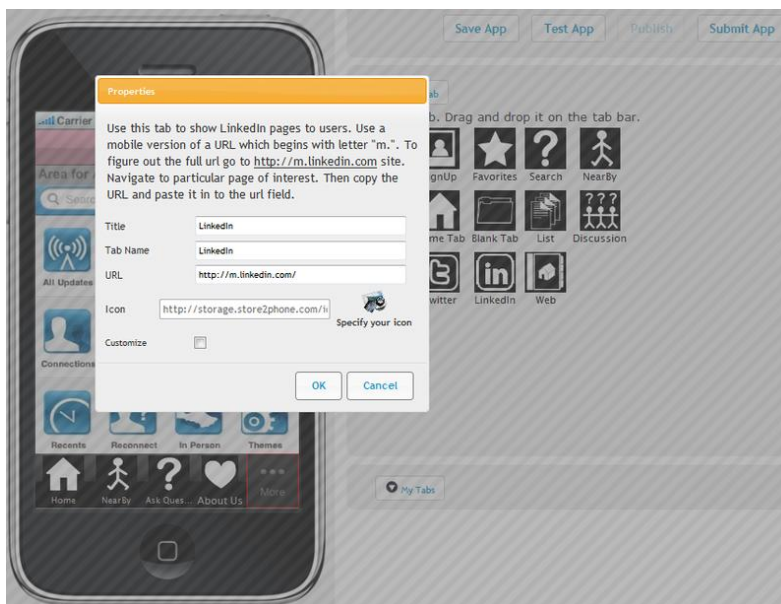 Save App
Test App
Publish
Submit App
Properties
ab
Carrier
b. Drag and drop it on the tab bar.
Use this tab to show LinkedIn pages to users. Use a
mobile version of a URL which begins with letter "m.". To
figure out the full url go to http://m.linkedin.com site.
Navigate to particular page of interest. Then copy the
URL and paste it in to the url field.
Area for
gnUp
Favorites
Search
NearBy
Title
LinkedIn
Tab Name
LinkedIn
URL
http://m.linkedin.com/
me Tab
Blank Tab
List
Discussion
All Updates
Icon
http://storage.store2phone.com/i
Specify your icon
witter
LinkedIn
Web
Customize
Connections
OK
Cancel
Recents
Reconnect
In Person
Themes
Home
NearBy
Ask Ques...
About Us
More
My Tabs